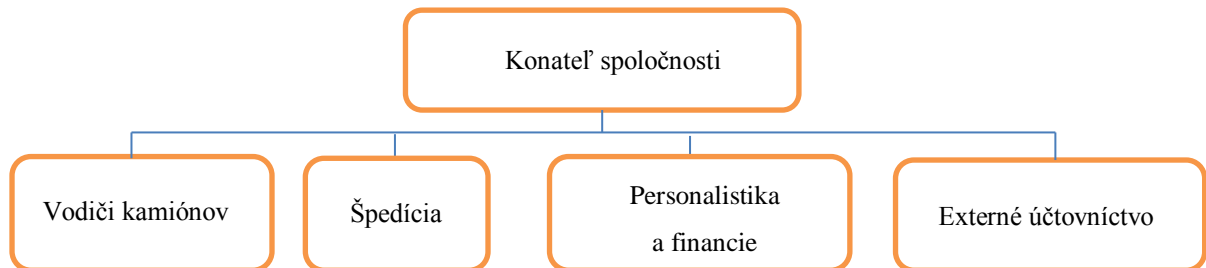 Konateľ spoločnosti
Vodiči kamiónov
Špedícia
Personalistika
a financie
Externé účtovníctvo